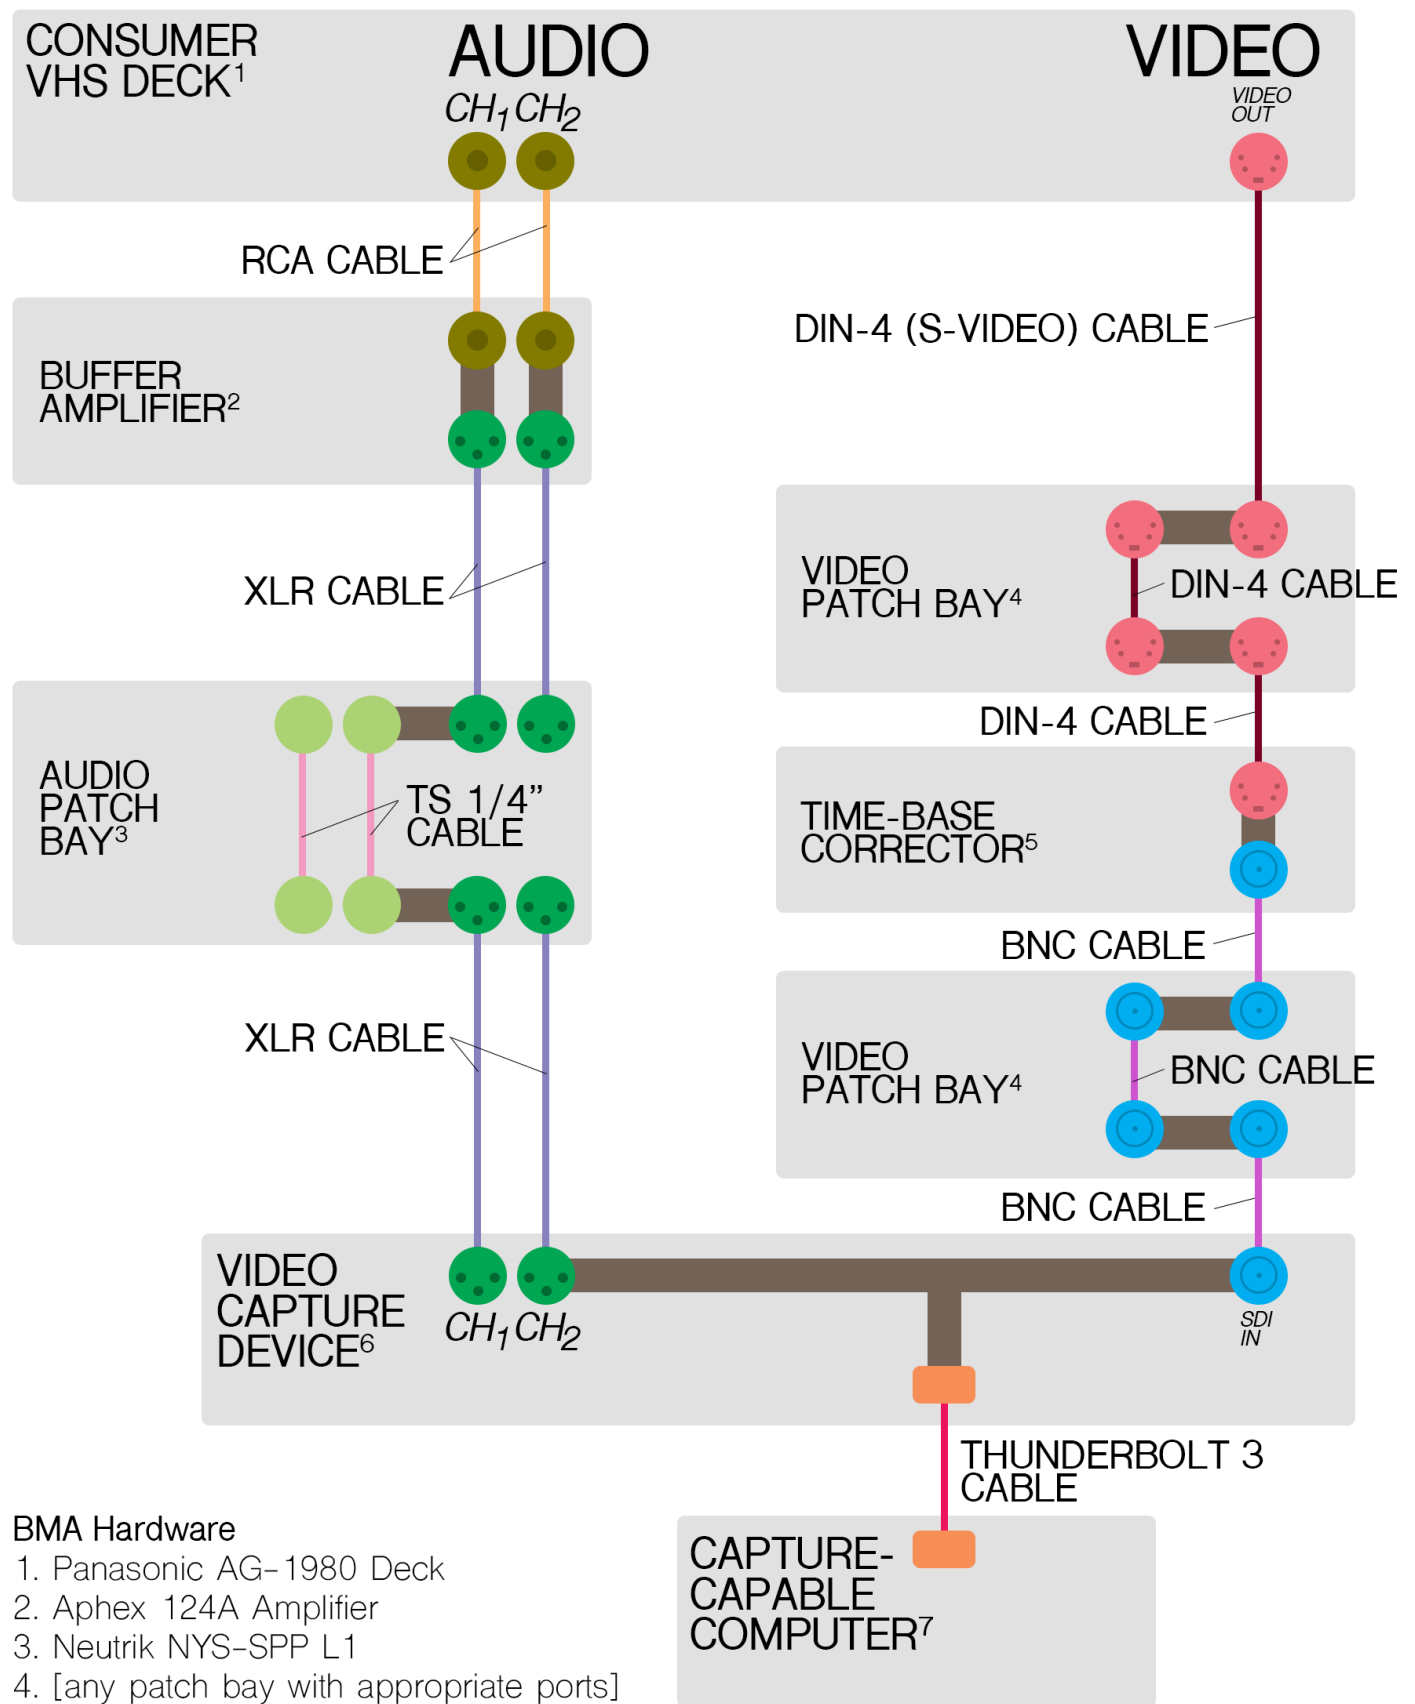 CONSUMER
VHS DECK¹
AUDIO
VIDEO
CH₁ CH₂
VIDEO
OUT
RCA CABLE
DIN-4 (S-VIDEO) CABLE
BUFFER
AMPLIFIER²
XLR CABLE
VIDEO
PATCH BAY⁴
DIN-4 CABLE
DIN-4 CABLE
AUDIO
PATCH
BAY³
TS 1/4”
CABLE
TIME-BASE
CORRECTOR⁵
BNC CABLE
XLR CABLE
VIDEO
PATCH BAY⁴
BNC CABLE
BNC CABLE
VIDEO
CAPTURE
DEVICE⁶
CH₁ CH₂
SDI
IN
THUNDERBOLT 3
CABLE
CAPTURE-
CAPABLE
COMPUTER⁷
BMA Hardware
1. Panasonic AG-1980 Deck
2. Aphex 124A Amplifier
3. Neutrik NYS-SPP L1
4. [any patch bay with appropriate ports]